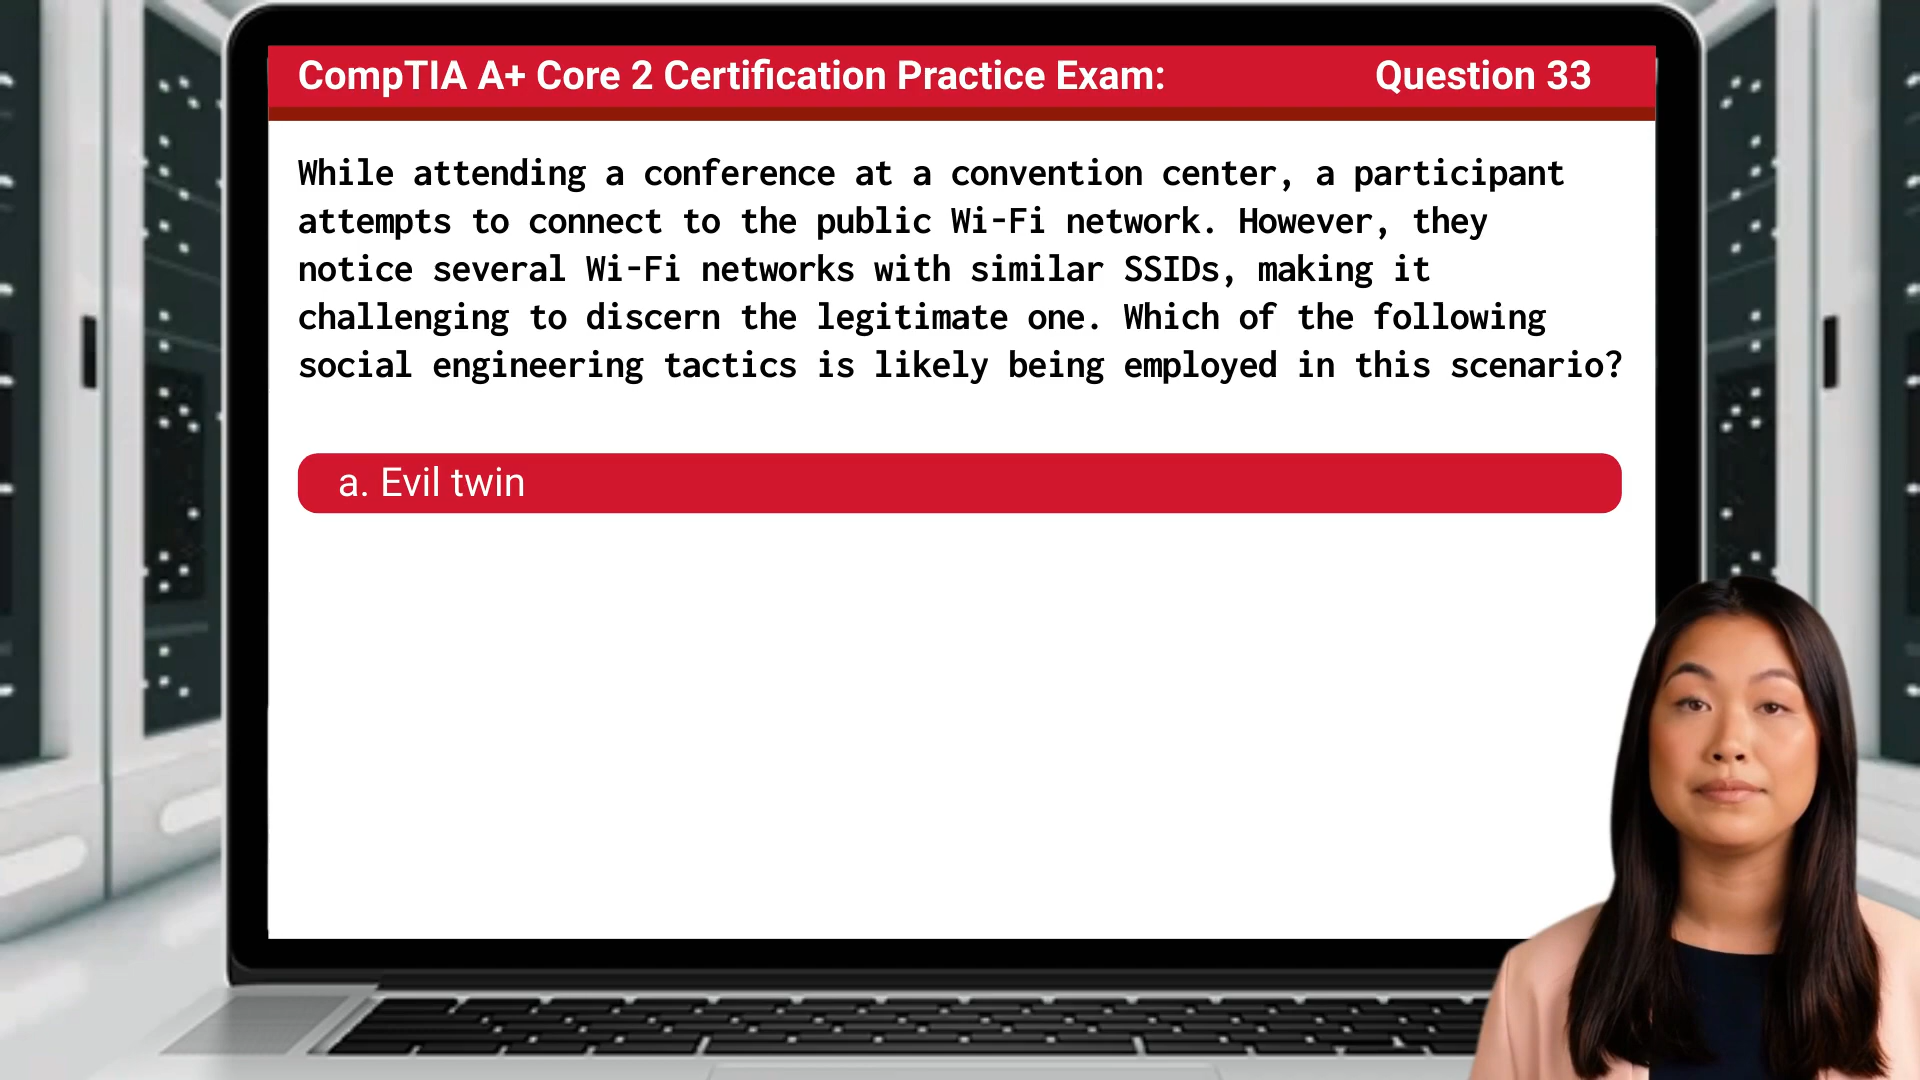 CompTIA A+ Core 2 Certification Practice Exam:
Question 33
While attending a conference at a convention center, a participant
attempts to connect to the public Wi-Fi network. However, they
notice several Wi-Fi networks with similar SSIDs, making it
challenging to discern the legitimate one. Which of the following
social engineering tactics is likely being employed in this scenario?
a. Evil twin